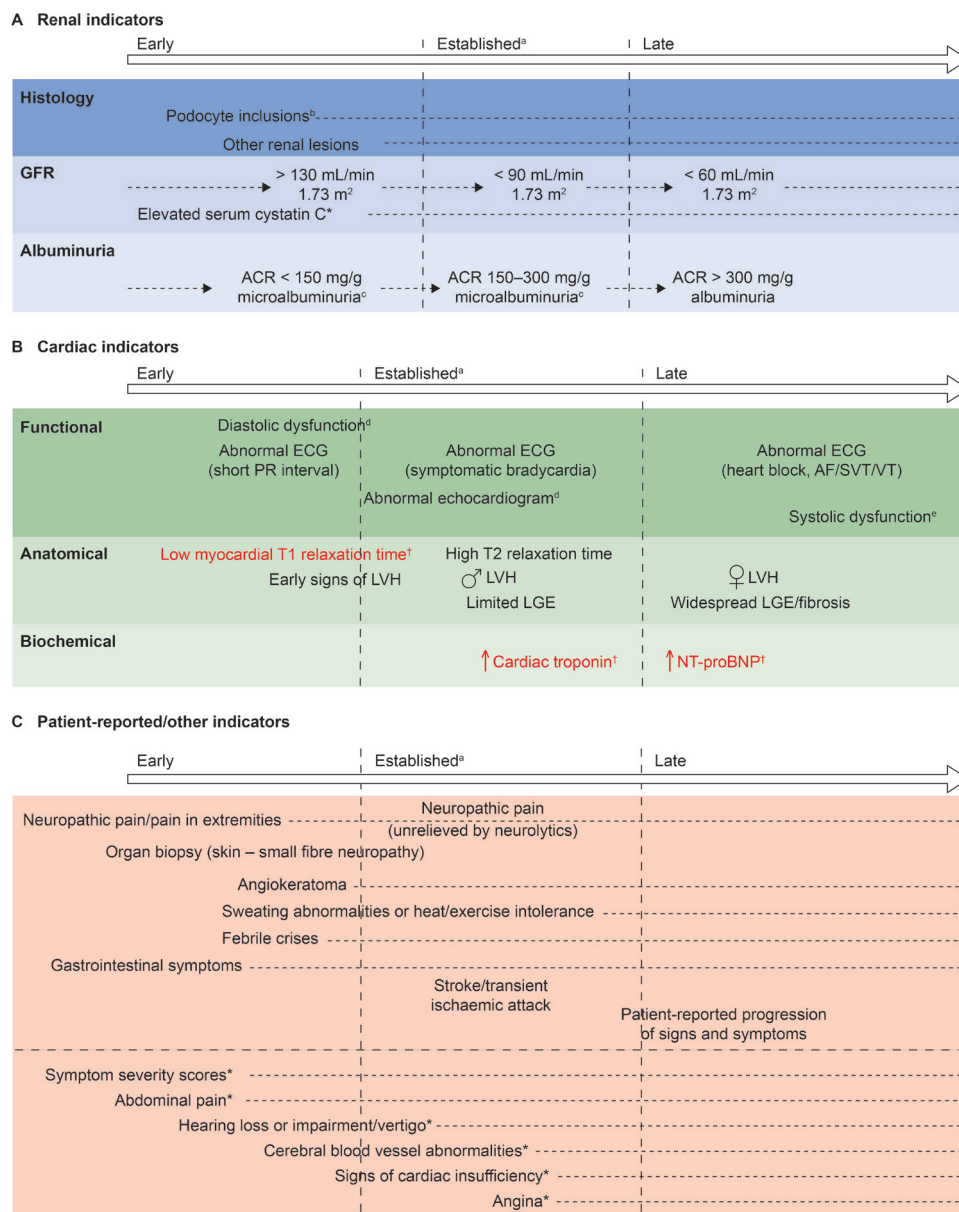 A Renal indicators
Early Establishedᵃ Late
Histology
Podocyte inclusionsᵇ
Other renal lesions
GFR
> 130 mL/min < 90 mL/min < 60 mL/min
1.73 m² 1.73 m² 1.73 m²
Elevated serum cystatin C*
Albuminuria
ACR < 150 mg/g ACR 150–300 mg/g ACR > 300 mg/g
microalbuminuriaᶜ microalbuminuriaᶜ albuminuria
B Cardiac indicators
Early Establishedᵃ Late
Functional
Diastolic dysfunctionᵈ
Abnormal ECG Abnormal ECG Abnormal ECG
(short PR interval) (symptomatic bradycardia) (heart block, AF/SVT/VT)
Abnormal echocardiogramᵈ
Systolic dysfunctionᵉ
Anatomical
Low myocardial T1 relaxation time† High T2 relaxation time
Early signs of LVH ♂ LVH ♀ LVH
Limited LGE Widespread LGE/fibrosis
Biochemical
↑ Cardiac troponin† ↑ NT-proBNP†
C Patient-reported/other indicators
Early Establishedᵃ Late
Neuropathic pain/pain in extremities
Neuropathic pain
(unrelieved by neurolytics)
Organ biopsy (skin – small fibre neuropathy)
Angiokeratoma
Sweating abnormalities or heat/exercise intolerance
Febrile crises
Gastrointestinal symptoms
Stroke/transient
ischaemic attack
Patient-reported progression
of signs and symptoms
Symptom severity scores*
Abdominal pain*
Hearing loss or impairment/vertigo*
Cerebral blood vessel abnormalities*
Signs of cardiac insufficiency*
Angina*